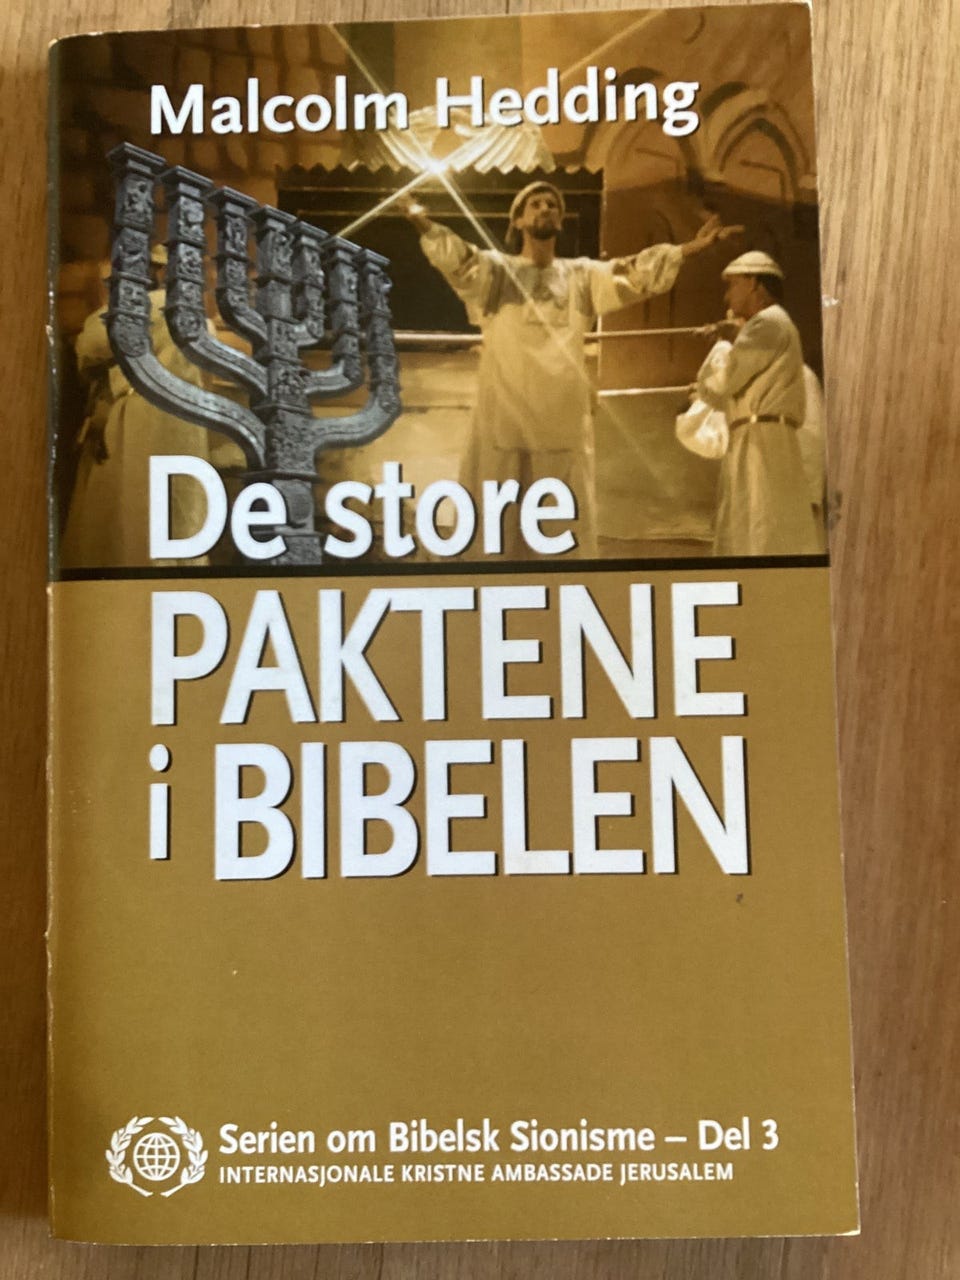 Malcolm Hedding
De store
PAKTENE
i BIBELEN
Serien om Bibelsk Sionisme – Del 3
INTERNASJONALE KRISTNE AMBASSADE JERUSALEM